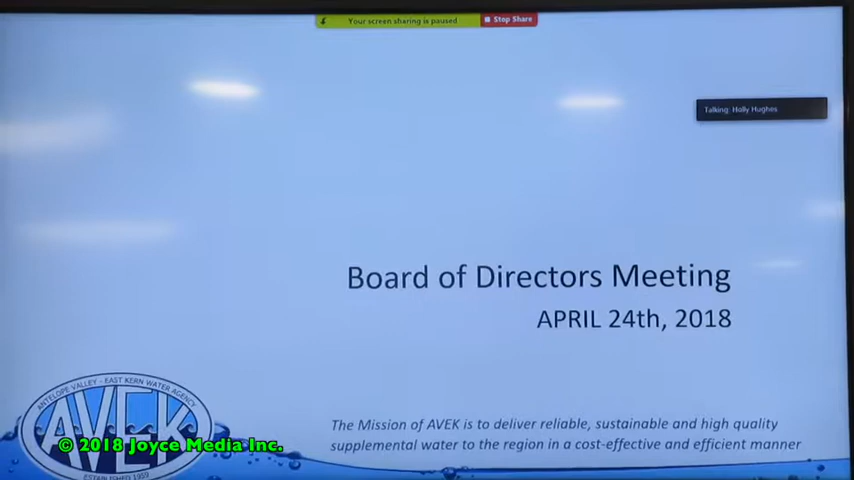 Your screen sharing is paused
Stop Share
Talking: Holly Hughes
Board of Directors Meeting
APRIL 24th, 2018
The Mission of AVEK is to deliver reliable, sustainable and high quality
supplemental water to the region in a cost-effective and efficient manner
ANTELOPE VALLEY – EAST KERN WATER AGENCY
AVEK
ESTABLISHED 1959
© 2018 Joyce Media Inc.